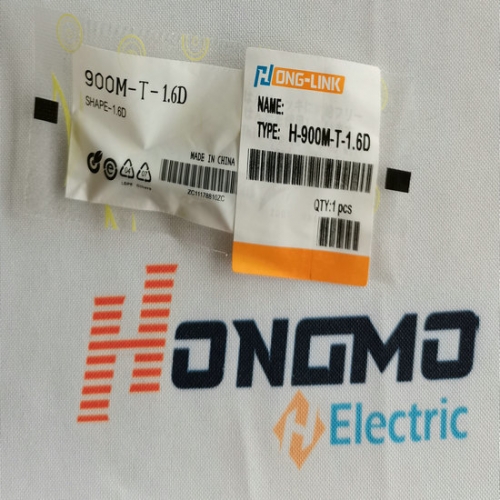 900M-T-1.6D
SHAPE-1.6D
MADE IN CHINA
HONG-LINK
NAME:
TYPE: H-900M-T-1.6D
QTY:1 pcs
HONGMO
Electric